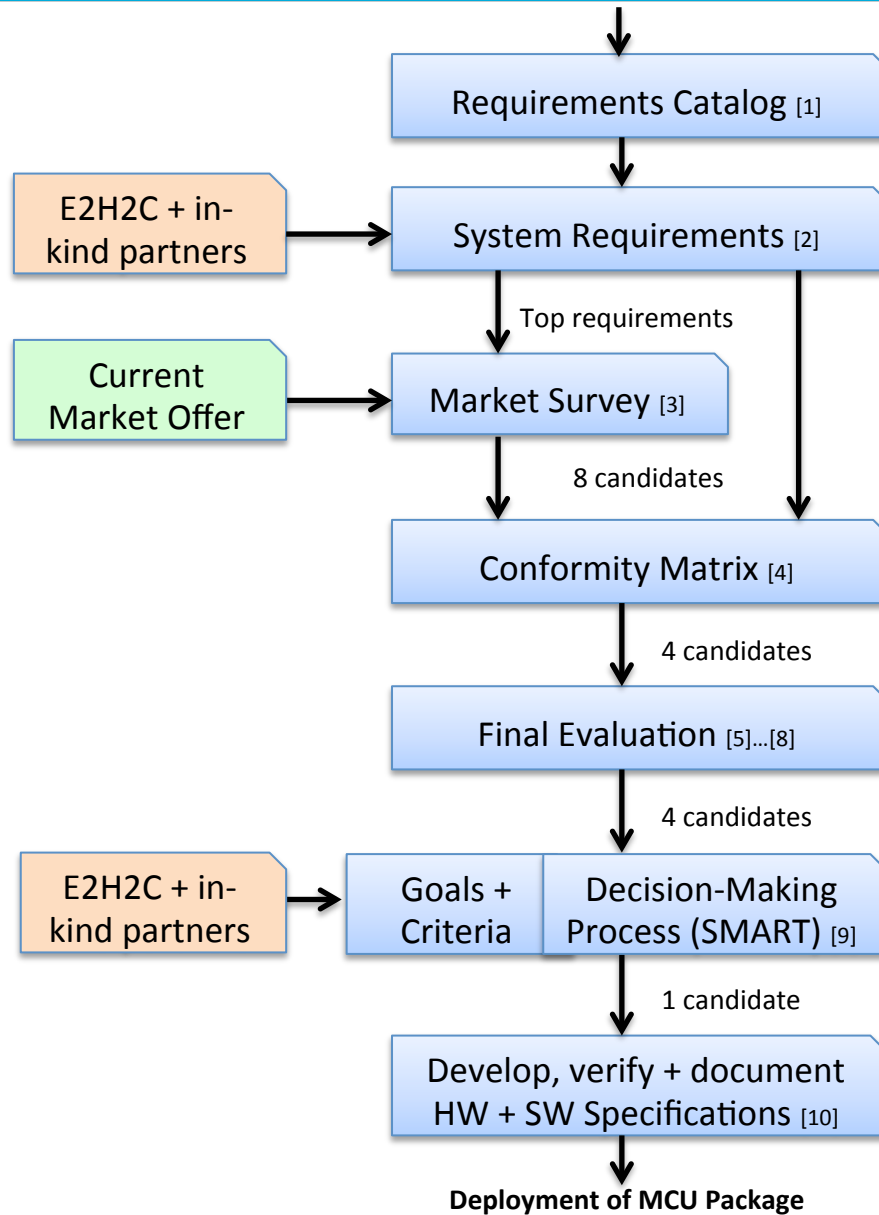 Requirements Catalog [1]
E2H2C + in-
kind partners
System Requirements [2]
Top requirements
Current
Market Offer
Market Survey [3]
8 candidates
Conformity Matrix [4]
4 candidates
Final Evaluation [5]...[8]
4 candidates
E2H2C + in-
kind partners
Goals +
Criteria
Decision-Making
Process (SMART) [9]
1 candidate
Develop, verify + document
HW + SW Specifications [10]
Deployment of MCU Package